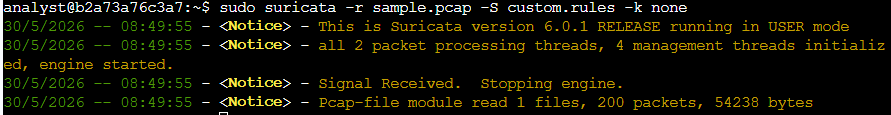 analyst@b2a73a76c3a7:~$ sudo suricata -r sample.pcap -S custom.rules -k none
30/5/2026 -- 08:49:55 - <Notice> - This is Suricata version 6.0.1 RELEASE running in USER mode
30/5/2026 -- 08:49:55 - <Notice> - all 2 packet processing threads, 4 management threads initializ
ed, engine started.
30/5/2026 -- 08:49:55 - <Notice> - Signal Received.  Stopping engine.
30/5/2026 -- 08:49:55 - <Notice> - Pcap-file module read 1 files, 200 packets, 54238 bytes